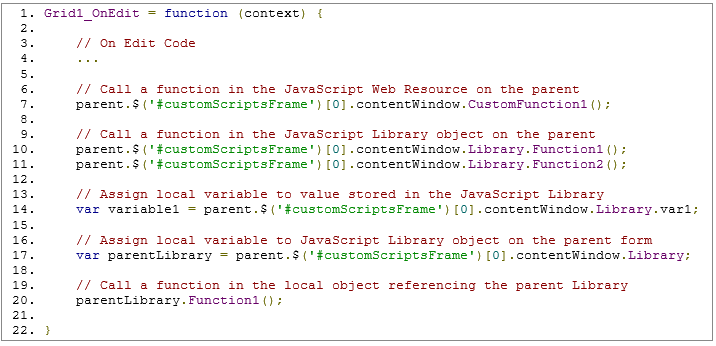 1. Grid1_OnEdit = function (context) {
2.
3. // On Edit Code
4. ...
5.
6. // Call a function in the JavaScript Web Resource on the parent
7. parent.$('#customScriptsFrame')[0].contentWindow.CustomFunction1();
8.
9. // Call a function in the JavaScript Library object on the parent
10. parent.$('#customScriptsFrame')[0].contentWindow.Library.Function1();
11. parent.$('#customScriptsFrame')[0].contentWindow.Library.Function2();
12.
13. // Assign local variable to value stored in the JavaScript Library
14. var variable1 = parent.$('#customScriptsFrame')[0].contentWindow.Library.var1;
15.
16. // Assign local variable to JavaScript Library object on the parent form
17. var parentLibrary = parent.$('#customScriptsFrame')[0].contentWindow.Library;
18.
19. // Call a function in the local object referencing the parent Library
20. parentLibrary.Function1();
21.
22. }